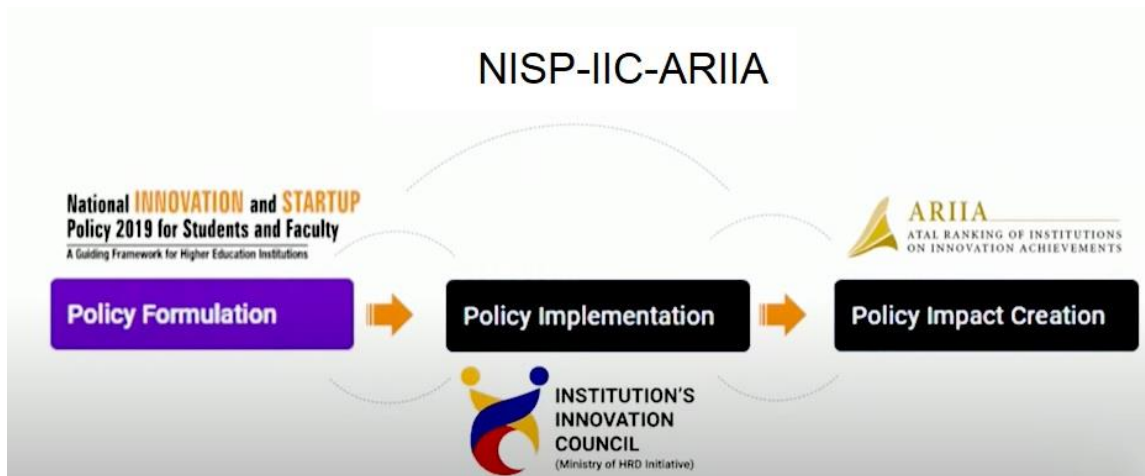 NISP-IIC-ARIIA
National INNOVATION and STARTUP
Policy 2019 for Students and Faculty
A Guiding Framework for Higher Education Institutions
ARIIA
ATAL RANKING OF INSTITUTIONS
ON INNOVATION ACHIEVEMENTS
Policy Formulation
Policy Implementation
Policy Impact Creation
INSTITUTION'S
INNOVATION
COUNCIL
(Ministry of HRD Initiative)